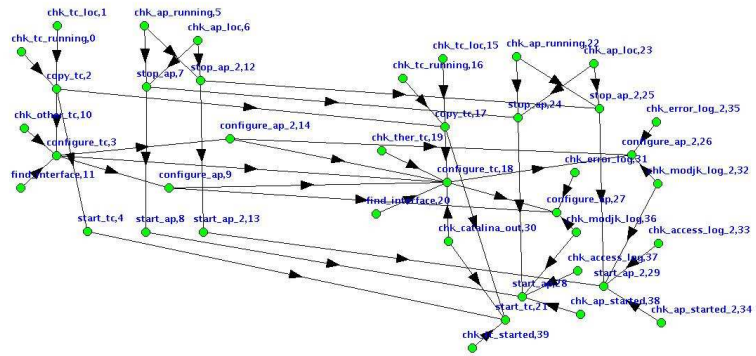 chk_tc_loc,1
chk_ap_running,5
chk_ap_loc,6
chk_tc_running,0
chk_tc_loc,15
chk_ap_running,22
chk_ap_loc,23
chk_tc_running,16
stop_ap,7
stop_ap_2,12
copy_tc,2
stop_ap_2,25
stop_ap,24
copy_tc,17
chk_error_log_2,35
chk_other_tc,10
configure_ap_2,14
chk_ther_tc,19
configure_ap_2,26
configure_tc,3
chk_error_log,31
configure_tc,18
chk_modjk_log_2,32
find_interface,11
configure_ap,9
find_interface,20
configure_ap,27
start_tc,4
start_ap,8
start_ap_2,13
chk_catalina_out,30
chk_modjk_log,36
chk_access_log_2,33
chk_access_log,37
start_ap_2,29
start_ap,28
start_tc,21
chk_ap_started,38
chk_ap_started_2,34
chk_tc_started,39